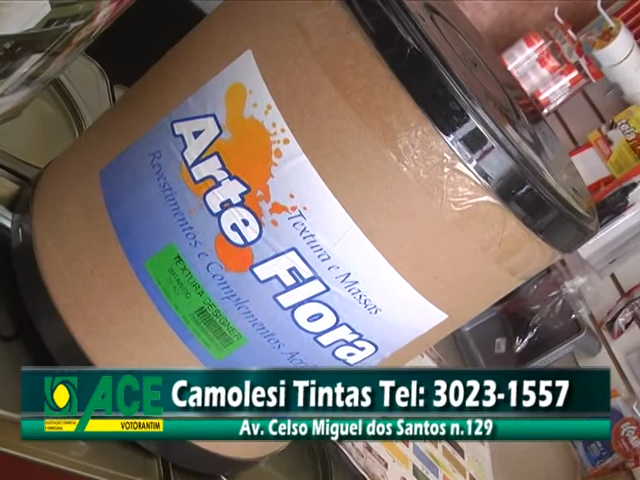 Arte Flora
Textura e Massas
Revestimentos e Complementos
TEXTURA DESIGNER
ACE
VOTORANTIM
Camolesi Tintas Tel: 3023-1557
Av. Celso Miguel dos Santos n.129